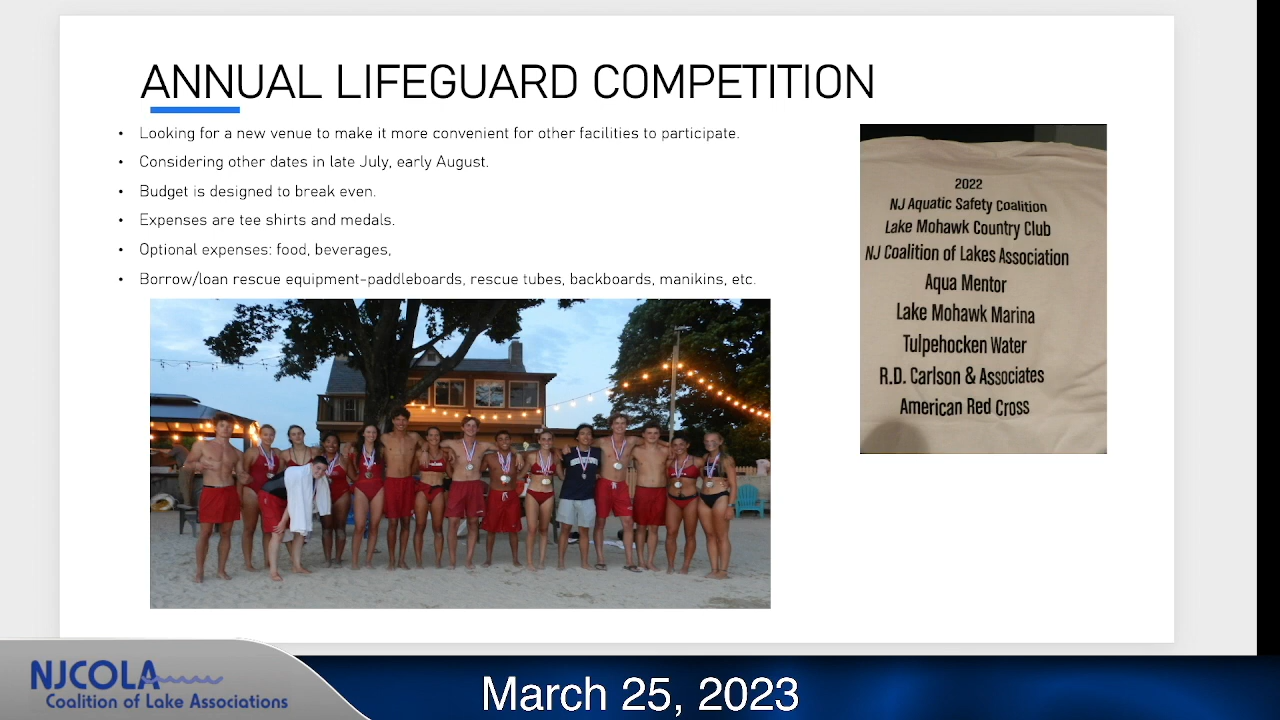 ANNUAL LIFEGUARD COMPETITION
• Looking for a new venue to make it more convenient for other facilities to participate.
• Considering other dates in late July, early August.
• Budget is designed to break even.
• Expenses are tee shirts and medals.
• Optional expenses: food, beverages,
• Borrow/loan rescue equipment-paddleboards, rescue tubes, backboards, manikins, etc.
2022
NJ Aquatic Safety Coalition
Lake Mohawk Country Club
NJ Coalition of Lakes Association
Aqua Mentor
Lake Mohawk Marina
Tulpehocken Water
R.D. Carlson & Associates
American Red Cross
NJCOLA
Coalition of Lake Associations
March 25, 2023